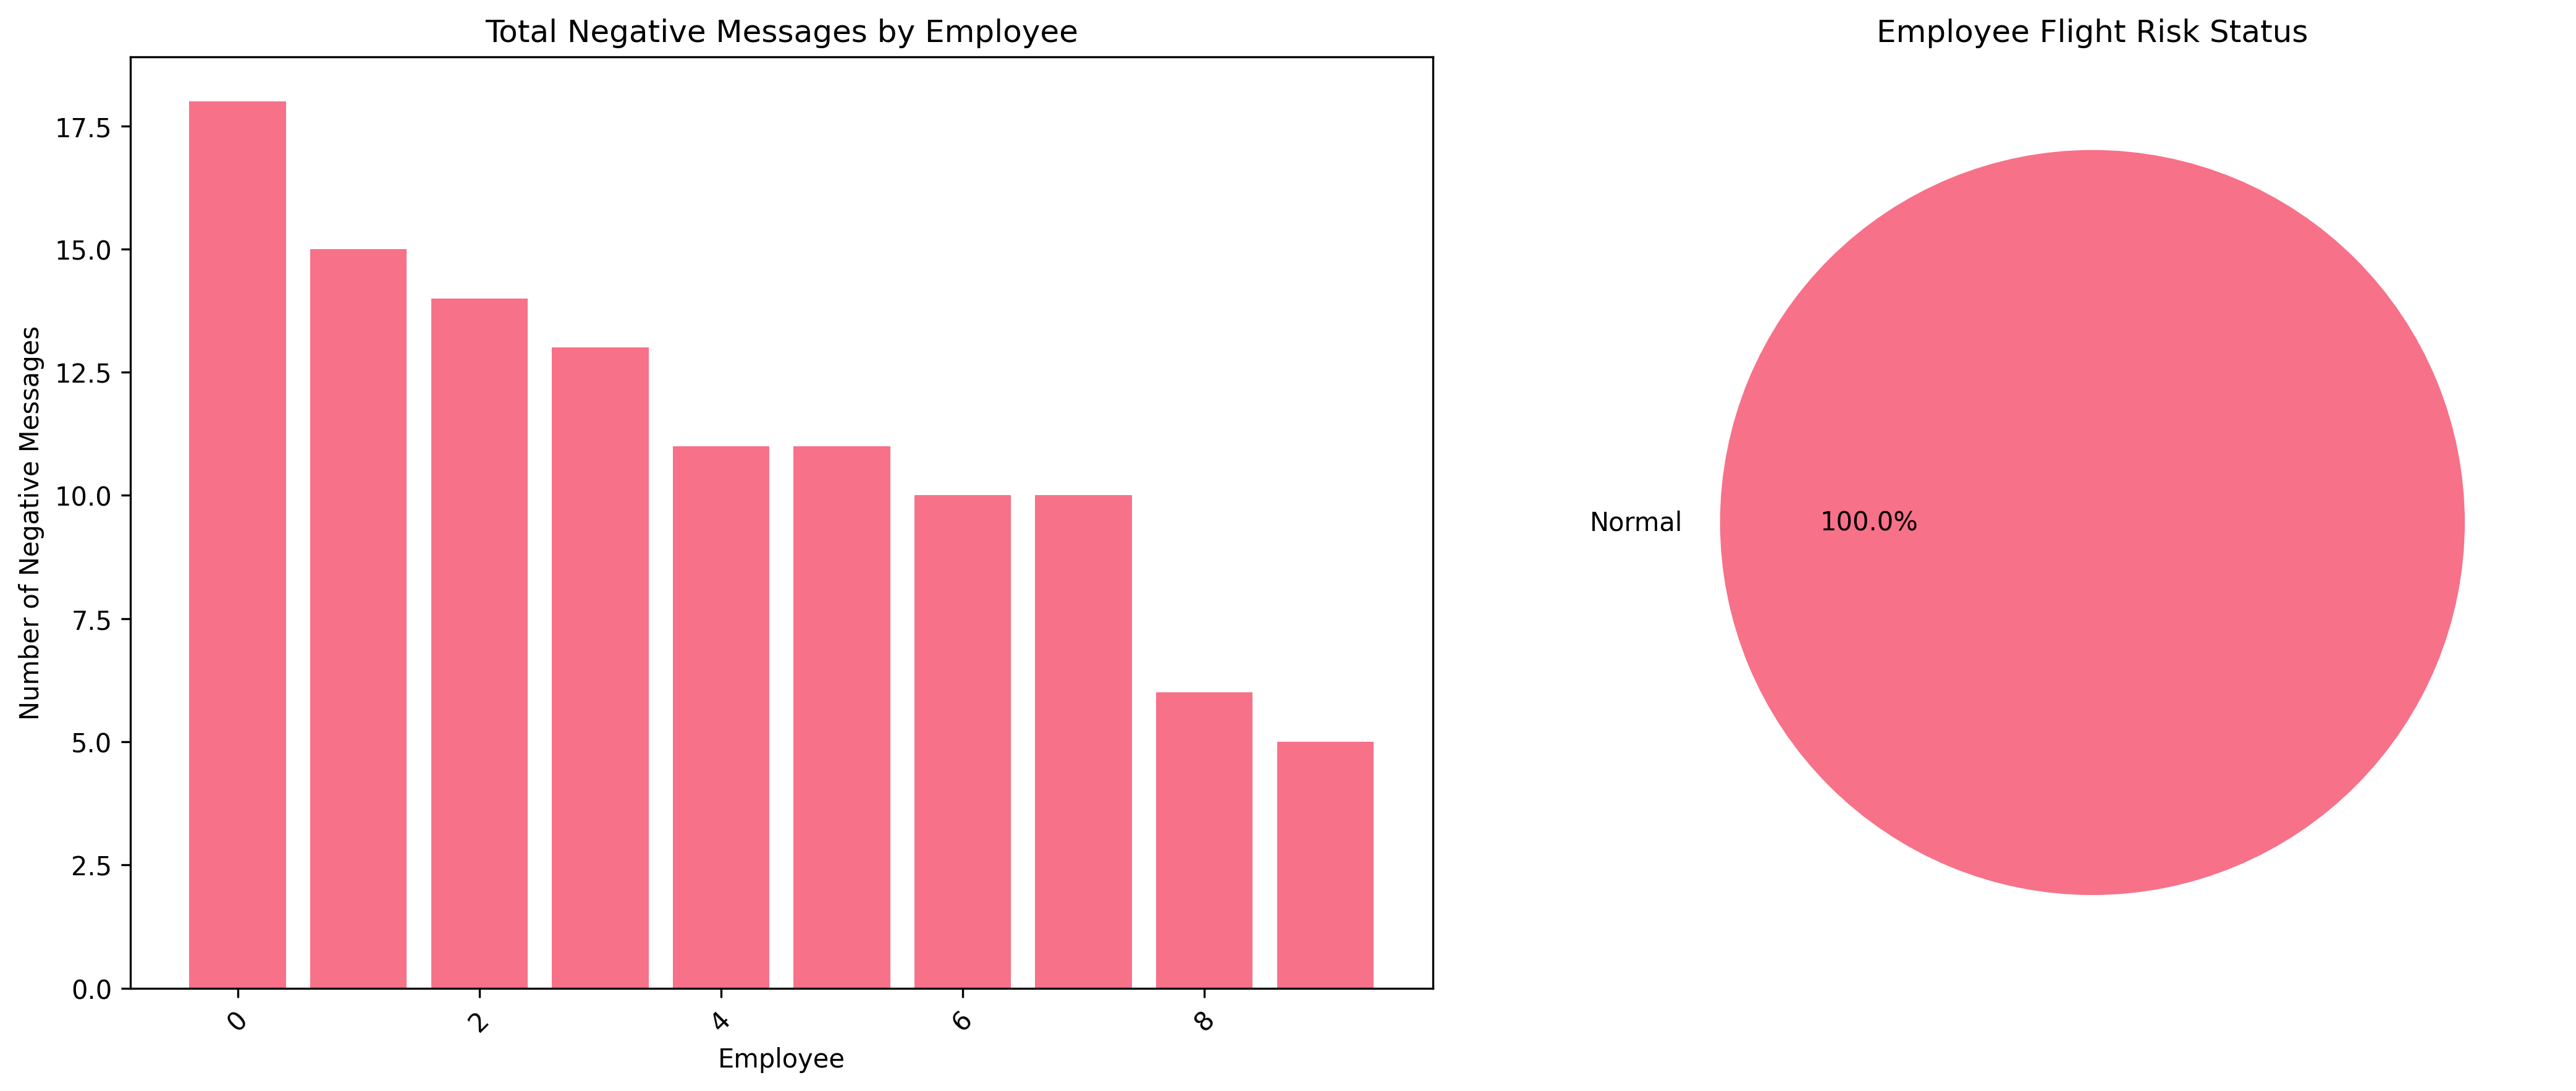 Total Negative Messages by Employee
Number of Negative Messages
17.5
15.0
12.5
10.0
7.5
5.0
2.5
0.0
0
2
4
6
8
Employee
Employee Flight Risk Status
Normal
100.0%